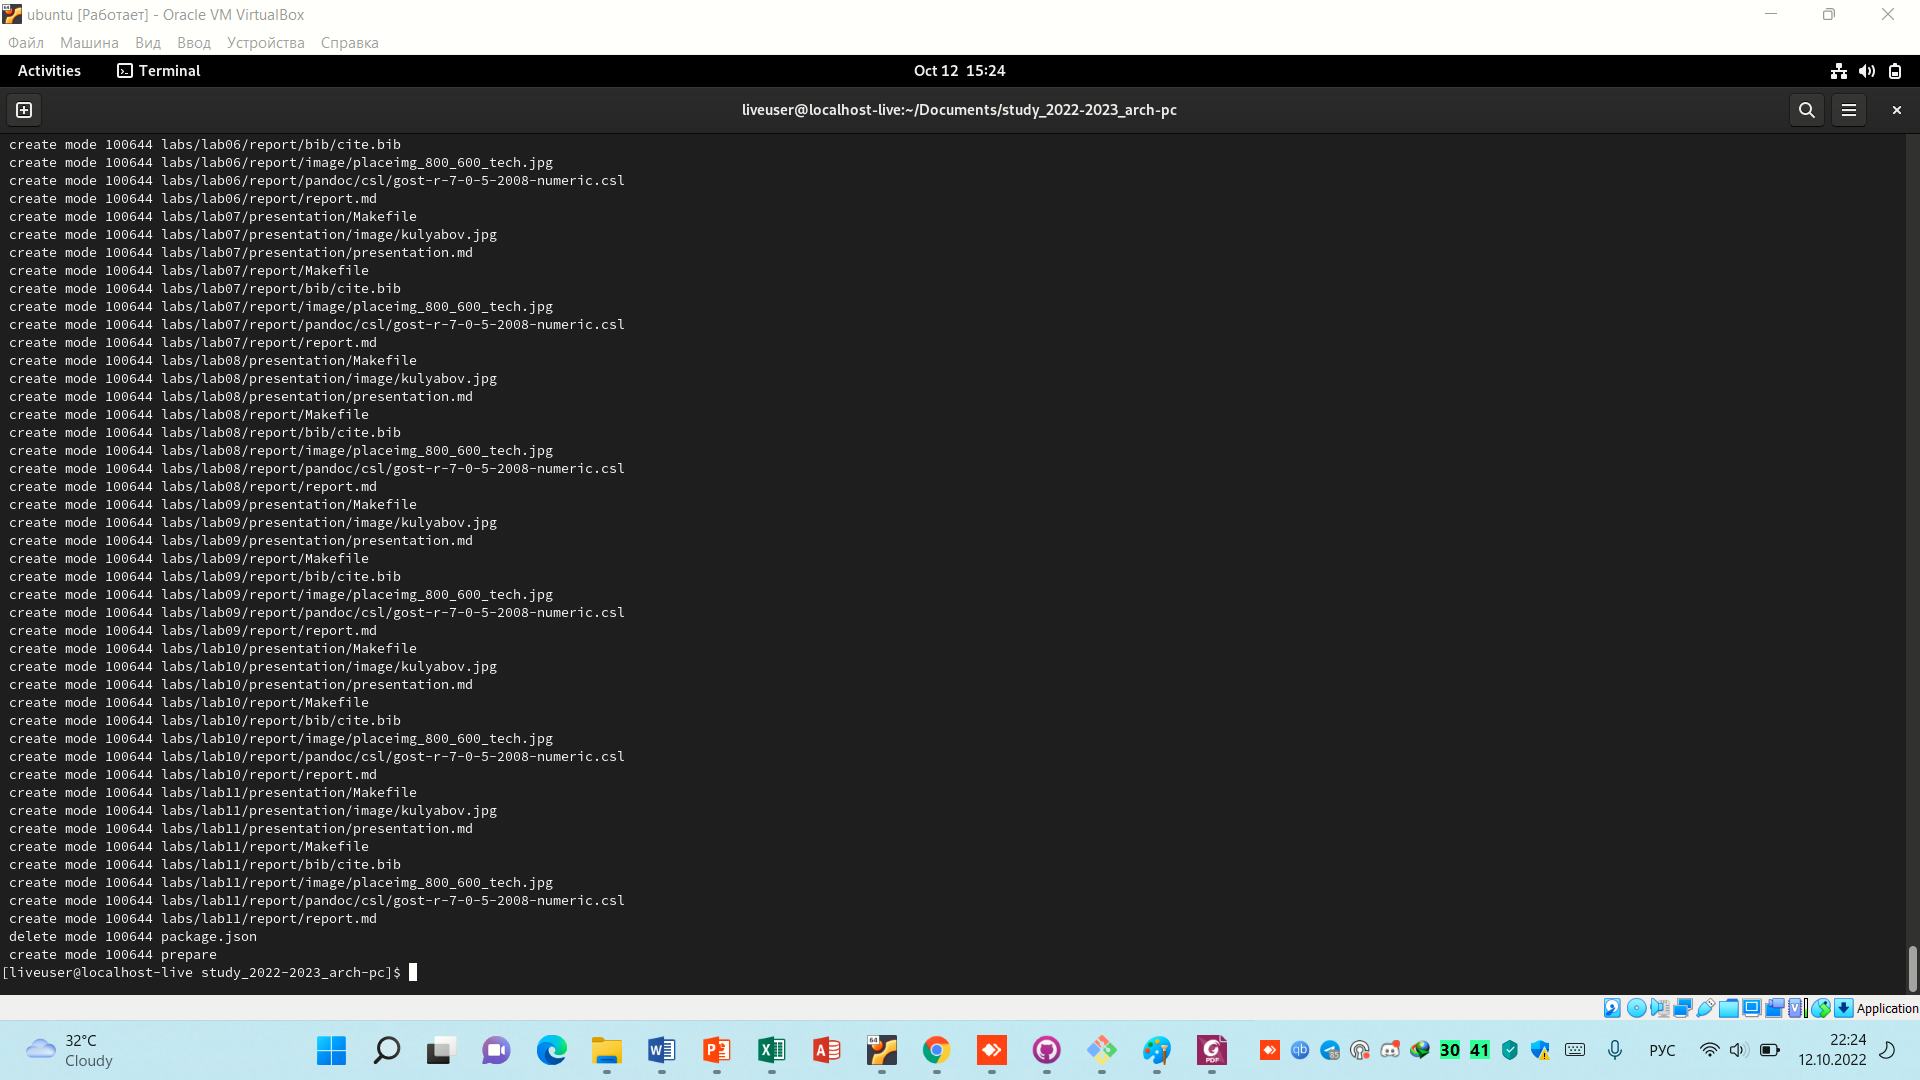 ubuntu [Работает] - Oracle VM VirtualBox
Файл Машина Вид Ввод Устройства Справка
Activities Terminal Oct 12 15:24
liveuser@localhost-live:~/Documents/study_2022-2023_arch-pc
create mode 100644 labs/lab06/report/bib/cite.bib
create mode 100644 labs/lab06/report/image/placeimg_800_600_tech.jpg
create mode 100644 labs/lab06/report/pandoc/csl/gost-r-7-0-5-2008-numeric.csl
create mode 100644 labs/lab06/report/report.md
create mode 100644 labs/lab07/presentation/Makefile
create mode 100644 labs/lab07/presentation/image/kulyabov.jpg
create mode 100644 labs/lab07/presentation/presentation.md
create mode 100644 labs/lab07/report/Makefile
create mode 100644 labs/lab07/report/bib/cite.bib
create mode 100644 labs/lab07/report/image/placeimg_800_600_tech.jpg
create mode 100644 labs/lab07/report/pandoc/csl/gost-r-7-0-5-2008-numeric.csl
create mode 100644 labs/lab07/report/report.md
create mode 100644 labs/lab08/presentation/Makefile
create mode 100644 labs/lab08/presentation/image/kulyabov.jpg
create mode 100644 labs/lab08/presentation/presentation.md
create mode 100644 labs/lab08/report/Makefile
create mode 100644 labs/lab08/report/bib/cite.bib
create mode 100644 labs/lab08/report/image/placeimg_800_600_tech.jpg
create mode 100644 labs/lab08/report/pandoc/csl/gost-r-7-0-5-2008-numeric.csl
create mode 100644 labs/lab08/report/report.md
create mode 100644 labs/lab09/presentation/Makefile
create mode 100644 labs/lab09/presentation/image/kulyabov.jpg
create mode 100644 labs/lab09/presentation/presentation.md
create mode 100644 labs/lab09/report/Makefile
create mode 100644 labs/lab09/report/bib/cite.bib
create mode 100644 labs/lab09/report/image/placeimg_800_600_tech.jpg
create mode 100644 labs/lab09/report/pandoc/csl/gost-r-7-0-5-2008-numeric.csl
create mode 100644 labs/lab09/report/report.md
create mode 100644 labs/lab10/presentation/Makefile
create mode 100644 labs/lab10/presentation/image/kulyabov.jpg
create mode 100644 labs/lab10/presentation/presentation.md
create mode 100644 labs/lab10/report/Makefile
create mode 100644 labs/lab10/report/bib/cite.bib
create mode 100644 labs/lab10/report/image/placeimg_800_600_tech.jpg
create mode 100644 labs/lab10/report/pandoc/csl/gost-r-7-0-5-2008-numeric.csl
create mode 100644 labs/lab10/report/report.md
create mode 100644 labs/lab11/presentation/Makefile
create mode 100644 labs/lab11/presentation/image/kulyabov.jpg
create mode 100644 labs/lab11/presentation/presentation.md
create mode 100644 labs/lab11/report/Makefile
create mode 100644 labs/lab11/report/bib/cite.bib
create mode 100644 labs/lab11/report/image/placeimg_800_600_tech.jpg
create mode 100644 labs/lab11/report/pandoc/csl/gost-r-7-0-5-2008-numeric.csl
create mode 100644 labs/lab11/report/report.md
delete mode 100644 package.json
create mode 100644 prepare
[liveuser@localhost-live study_2022-2023_arch-pc]$
Application
32°C
Cloudy
30 41 РУС
22:24
12.10.2022